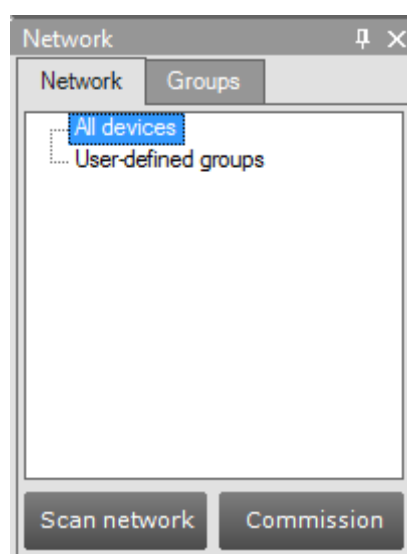 Network
Network Groups
All devices
User-defined groups
Scan network Commission